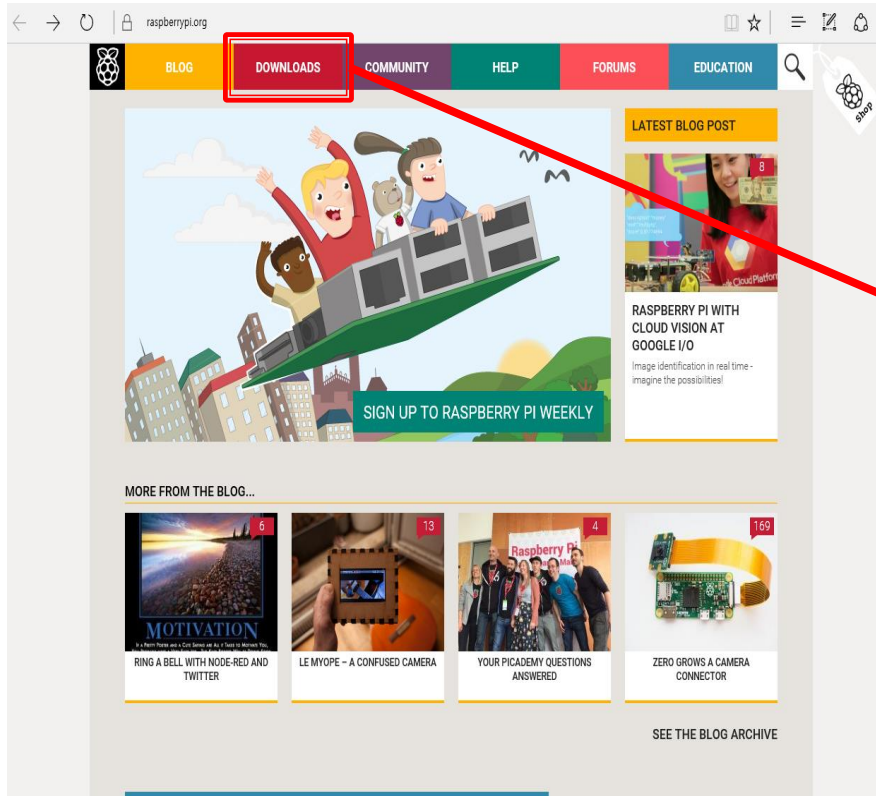 raspberrypi.org
BLOG
DOWNLOADS
COMMUNITY
HELP
FORUMS
EDUCATION
shop
LATEST BLOG POST
8
CloudPlatfor
SIGN UP TO RASPBERRY PI WEEKLY
RASPBERRY PI WITH
CLOUD VISION AT
GOOGLE I/O
Image identification in real time -
imagine the possibilities!
MORE FROM THE BLOG...
6
MOTIVATION
RING A BELL WITH NODE-RED AND
TWITTER
13
LE MYOPE – A CONFUSED CAMERA
4
Raspberry Pi
YOUR PICADEMY QUESTIONS
ANSWERED
169
ZERO GROWS A CAMERA
CONNECTOR
SEE THE BLOG ARCHIVE